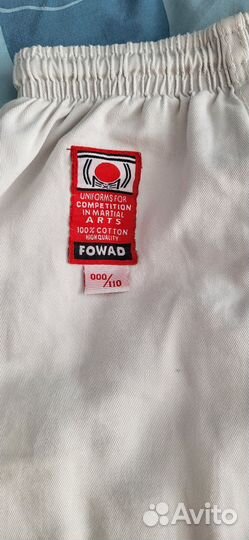 UNIFORMS FOR
COMPETITION
IN MARTIAL
ARTS
100% COTTON
HIGH QUALITY
FOWAD
000/110
Avito